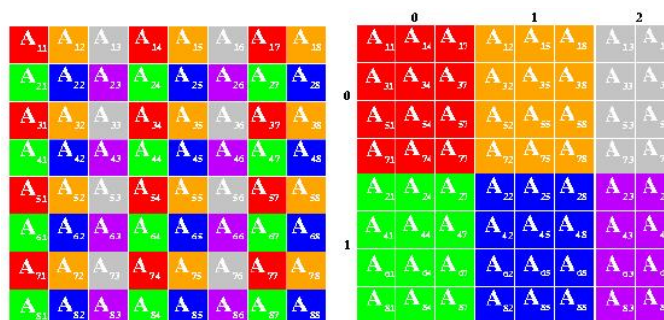 0 1 2
A11 A12 A13 A14 A15 A16 A17 A18 A11 A14 A17 A12 A15 A18 A13
A21 A22 A23 A24 A25 A26 A27 A28 A31 A34 A37 A32 A35 A38 A33
0
A31 A32 A33 A34 A35 A36 A37 A38 A51 A54 A57 A52 A55 A58 A53
A41 A42 A43 A44 A45 A46 A47 A48 A71 A74 A77 A72 A75 A78 A73
A51 A52 A53 A54 A55 A56 A57 A58 A21 A24 A27 A22 A25 A28 A23
A61 A62 A63 A64 A65 A66 A67 A68 A41 A44 A47 A42 A45 A48 A43
1
A71 A72 A73 A74 A75 A76 A77 A78 A61 A64 A67 A62 A65 A68 A63
A81 A82 A83 A84 A85 A86 A87 A88 A81 A84 A87 A82 A85 A88 A83